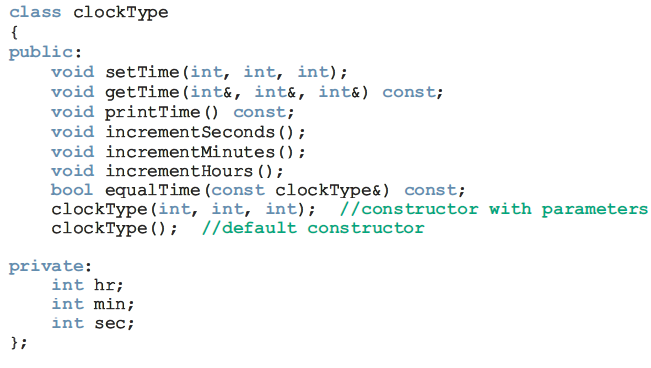 class clockType
{
public:
    void setTime(int, int, int);
    void getTime(int&, int&, int&) const;
    void printTime() const;
    void incrementSeconds();
    void incrementMinutes();
    void incrementHours();
    bool equalTime(const clockType&) const;
    clockType(int, int, int);  //constructor with parameters
    clockType();  //default constructor

private:
    int hr;
    int min;
    int sec;
};